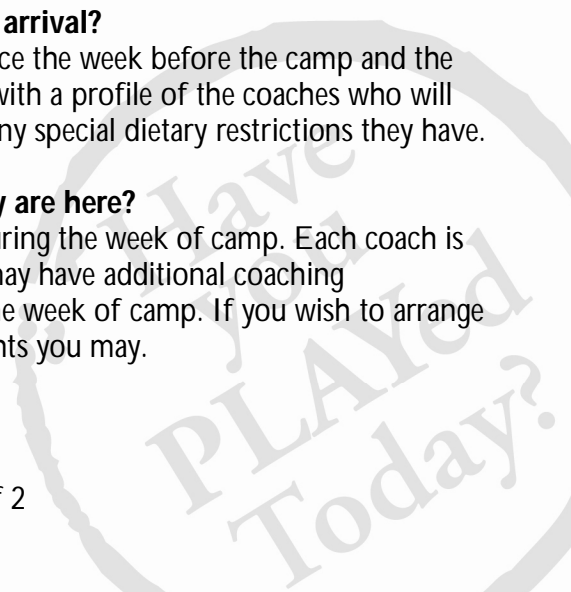 arrival?
ce the week before the camp and the
with a profile of the coaches who will
ny special dietary restrictions they have.
y are here?
uring the week of camp. Each coach is
may have additional coaching
e week of camp. If you wish to arrange
nts you may.
f 2
Have
you
PLAYed
Today?